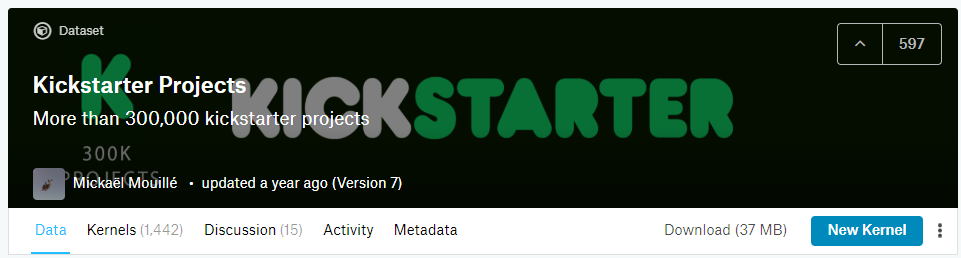 Dataset
597
Kickstarter Projects
KICKSTARTER
K
More than 300,000 kickstarter projects
300K
PROJECTS
Mickaël Mouillé • updated a year ago (Version 7)
Data Kernels (1,442) Discussion (15) Activity Metadata Download (37 MB) New Kernel